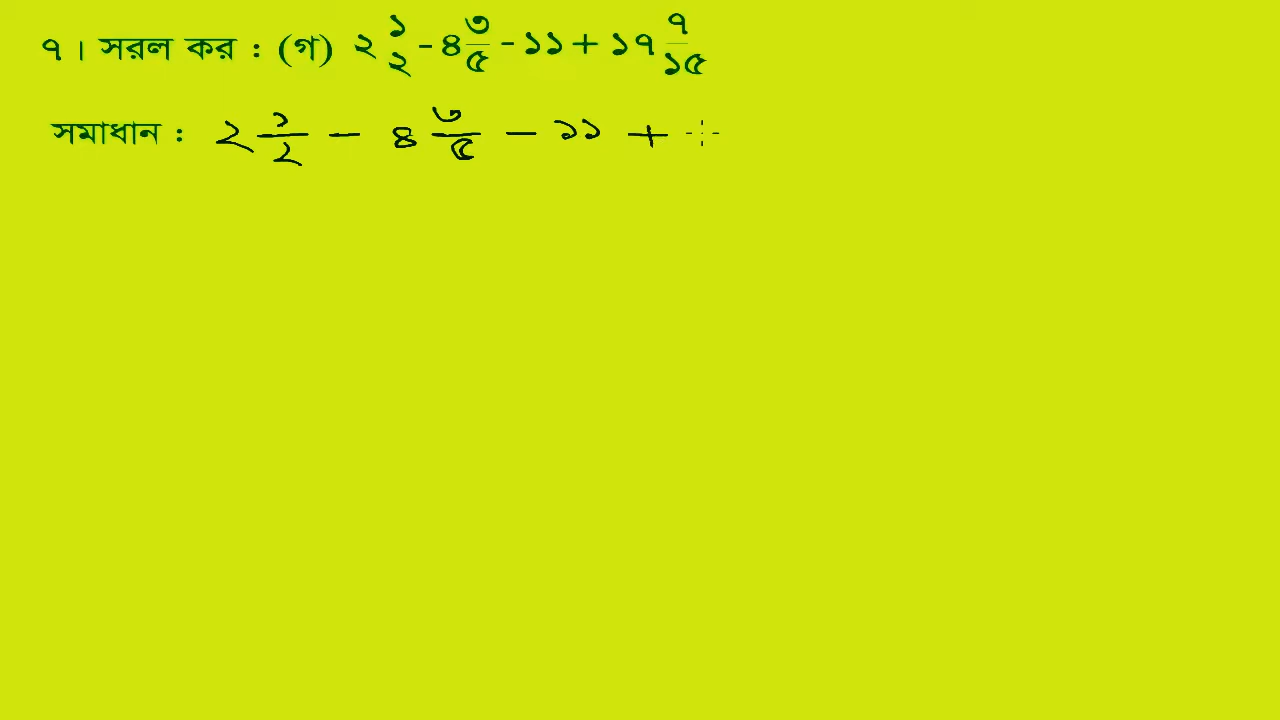 ৭। সরল কর : (গ) ২ ১/২ - ৪ ৩/৫ - ১১ + ১৭ ৭/১৫
সমাধান : ২ ১/২ - ৪ ৩/৫ - ১১ +